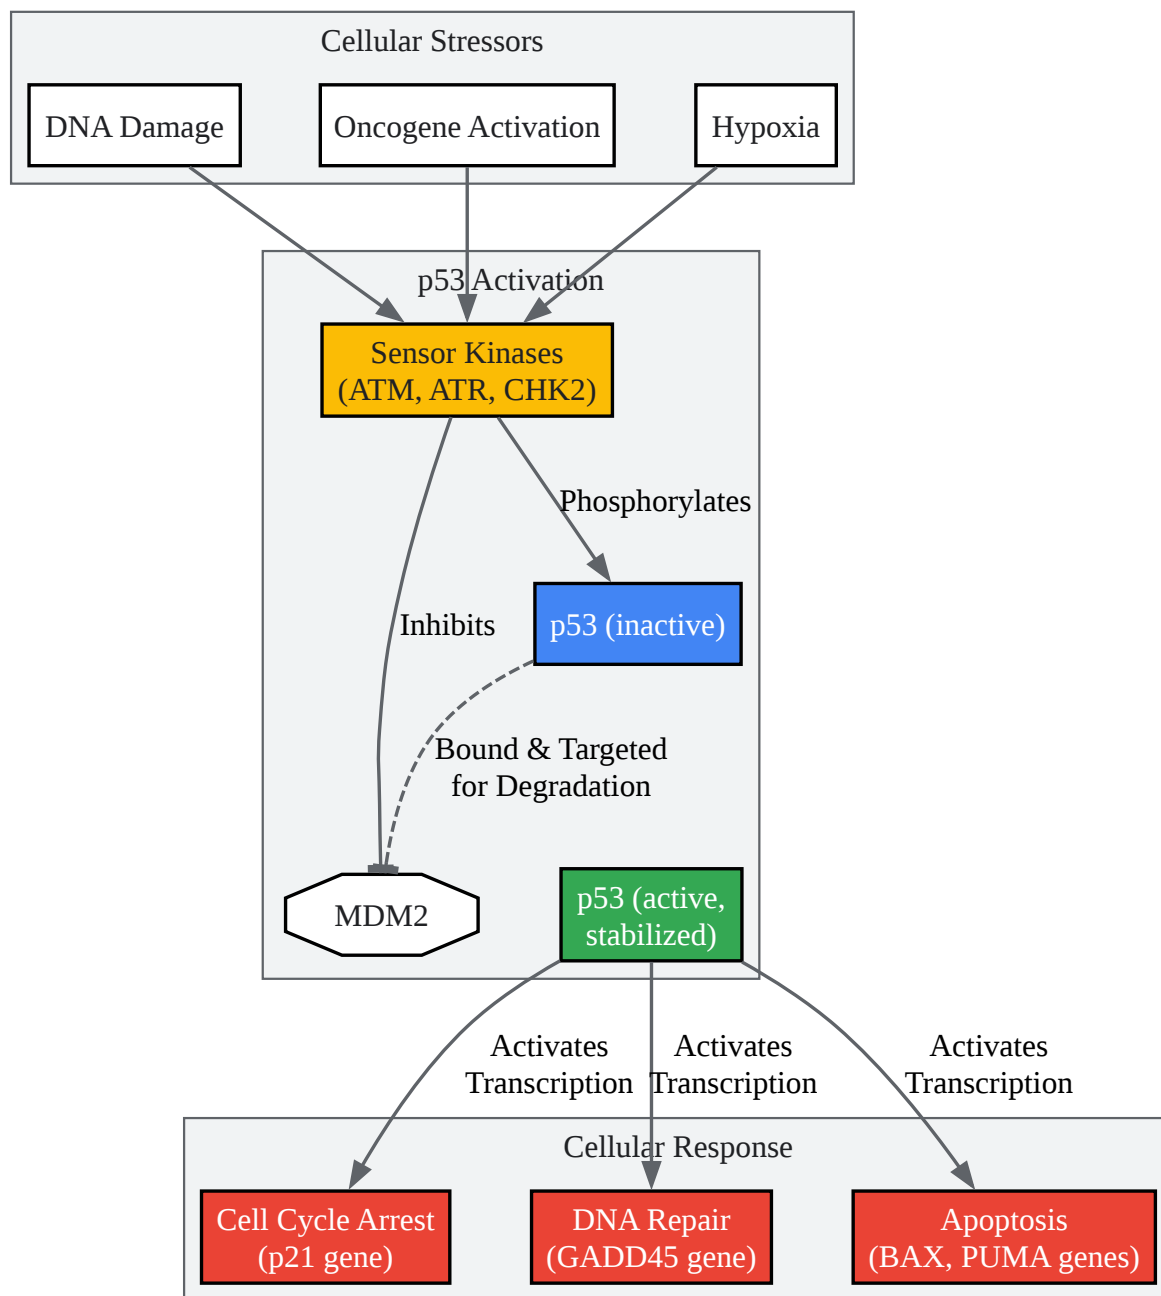 Cellular Stressors
DNA Damage
Oncogene Activation
Hypoxia
p53 Activation
Sensor Kinases
(ATM, ATR, CHK2)
Phosphorylates
Inhibits
p53 (inactive)
Bound & Targeted
for Degradation
MDM2
p53 (active,
stabilized)
Activates
Transcription
Activates
Transcription
Activates
Transcription
Cellular Response
Cell Cycle Arrest
(p21 gene)
DNA Repair
(GADD45 gene)
Apoptosis
(BAX, PUMA genes)